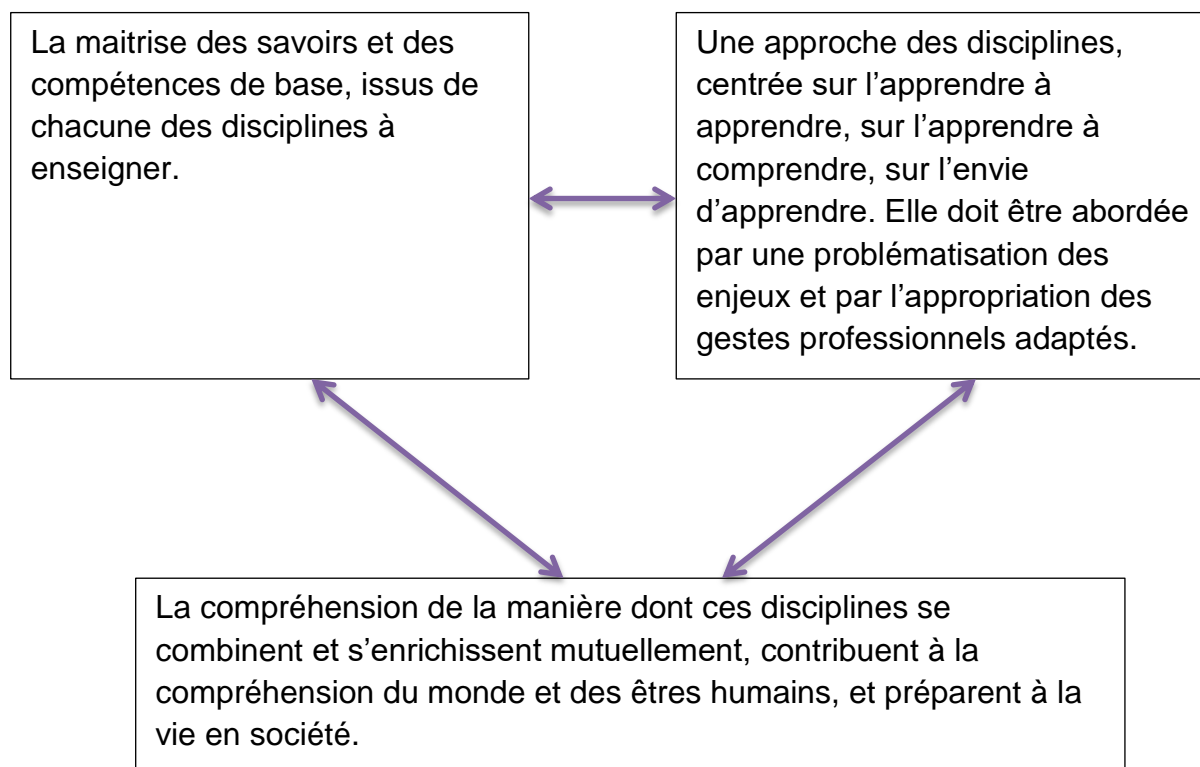 La maitrise des savoirs et des
compétences de base, issus de
chacune des disciplines à
enseigner.
Une approche des disciplines,
centrée sur l’apprendre à
apprendre, sur l’apprendre à
comprendre, sur l’envie
d’apprendre. Elle doit être abordée
par une problématisation des
enjeux et par l’appropriation des
gestes professionnels adaptés.
La compréhension de la manière dont ces disciplines se
combinent et s’enrichissent mutuellement, contribuent à la
compréhension du monde et des êtres humains, et préparent à la
vie en société.